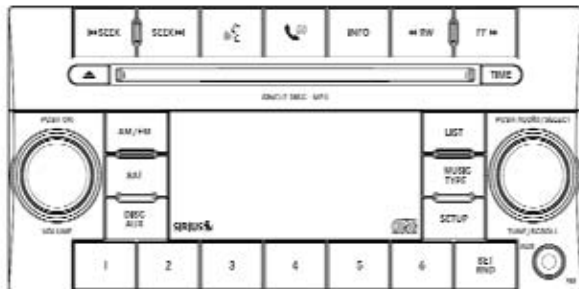 SEEK
SEEK
INFO
RW
FF
TIME
SINGLE DISC - MP3
PUSH ON
AM/FM
LIST
PUSH AUDIO/SELECT
SAT
MUSIC
TYPE
DISC
AUX
SETUP
VOLUME
SIRIUS
TUNE/SCROLL
AUX
1
2
3
4
5
6
SET
RND